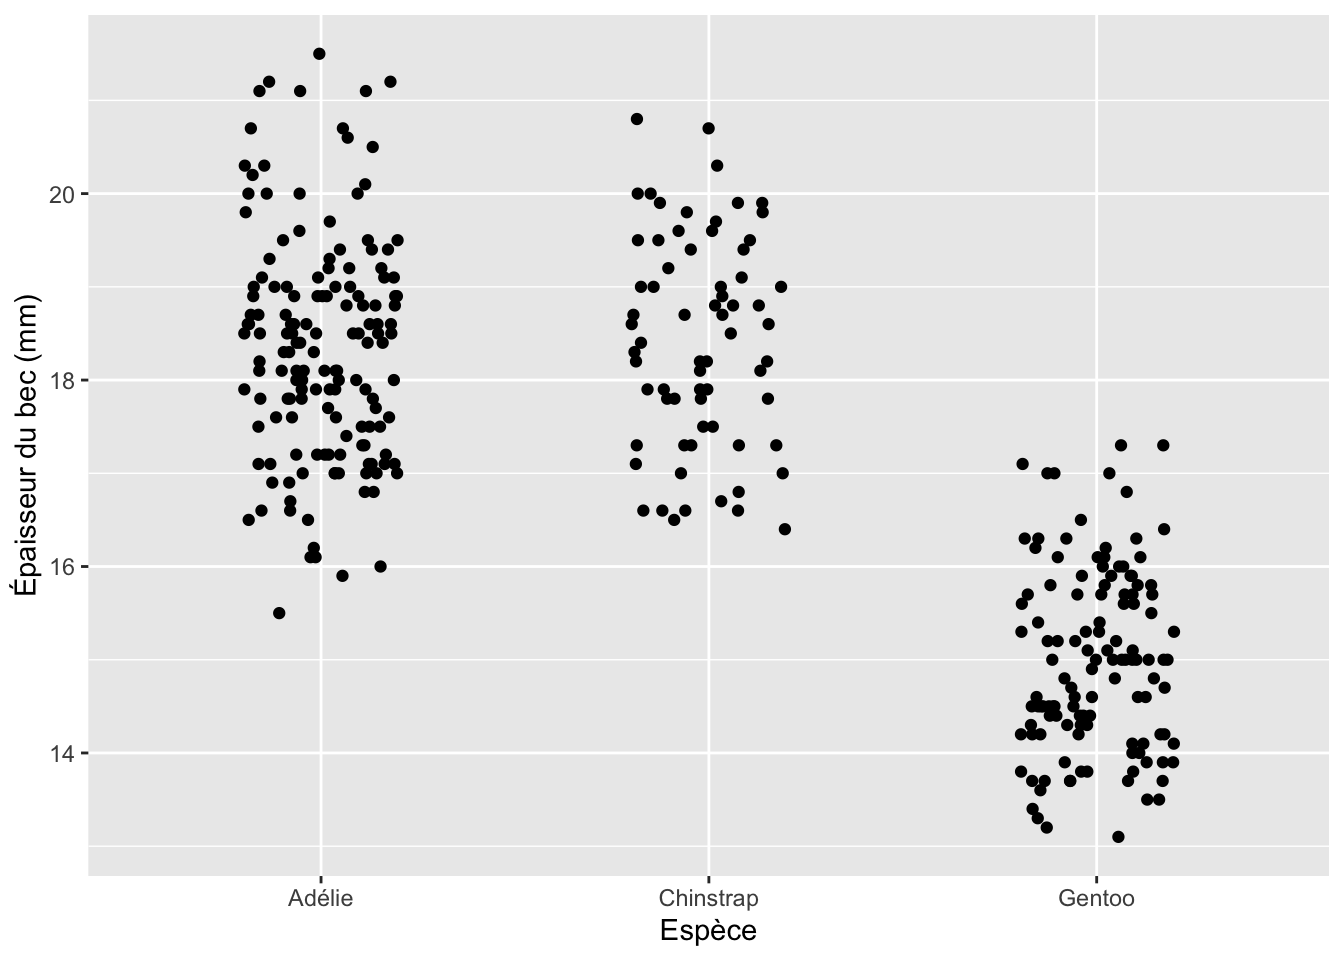 Épaisseur du bec (mm)
20
18
16
14
Adélie
Chinstrap
Gentoo
Espèce